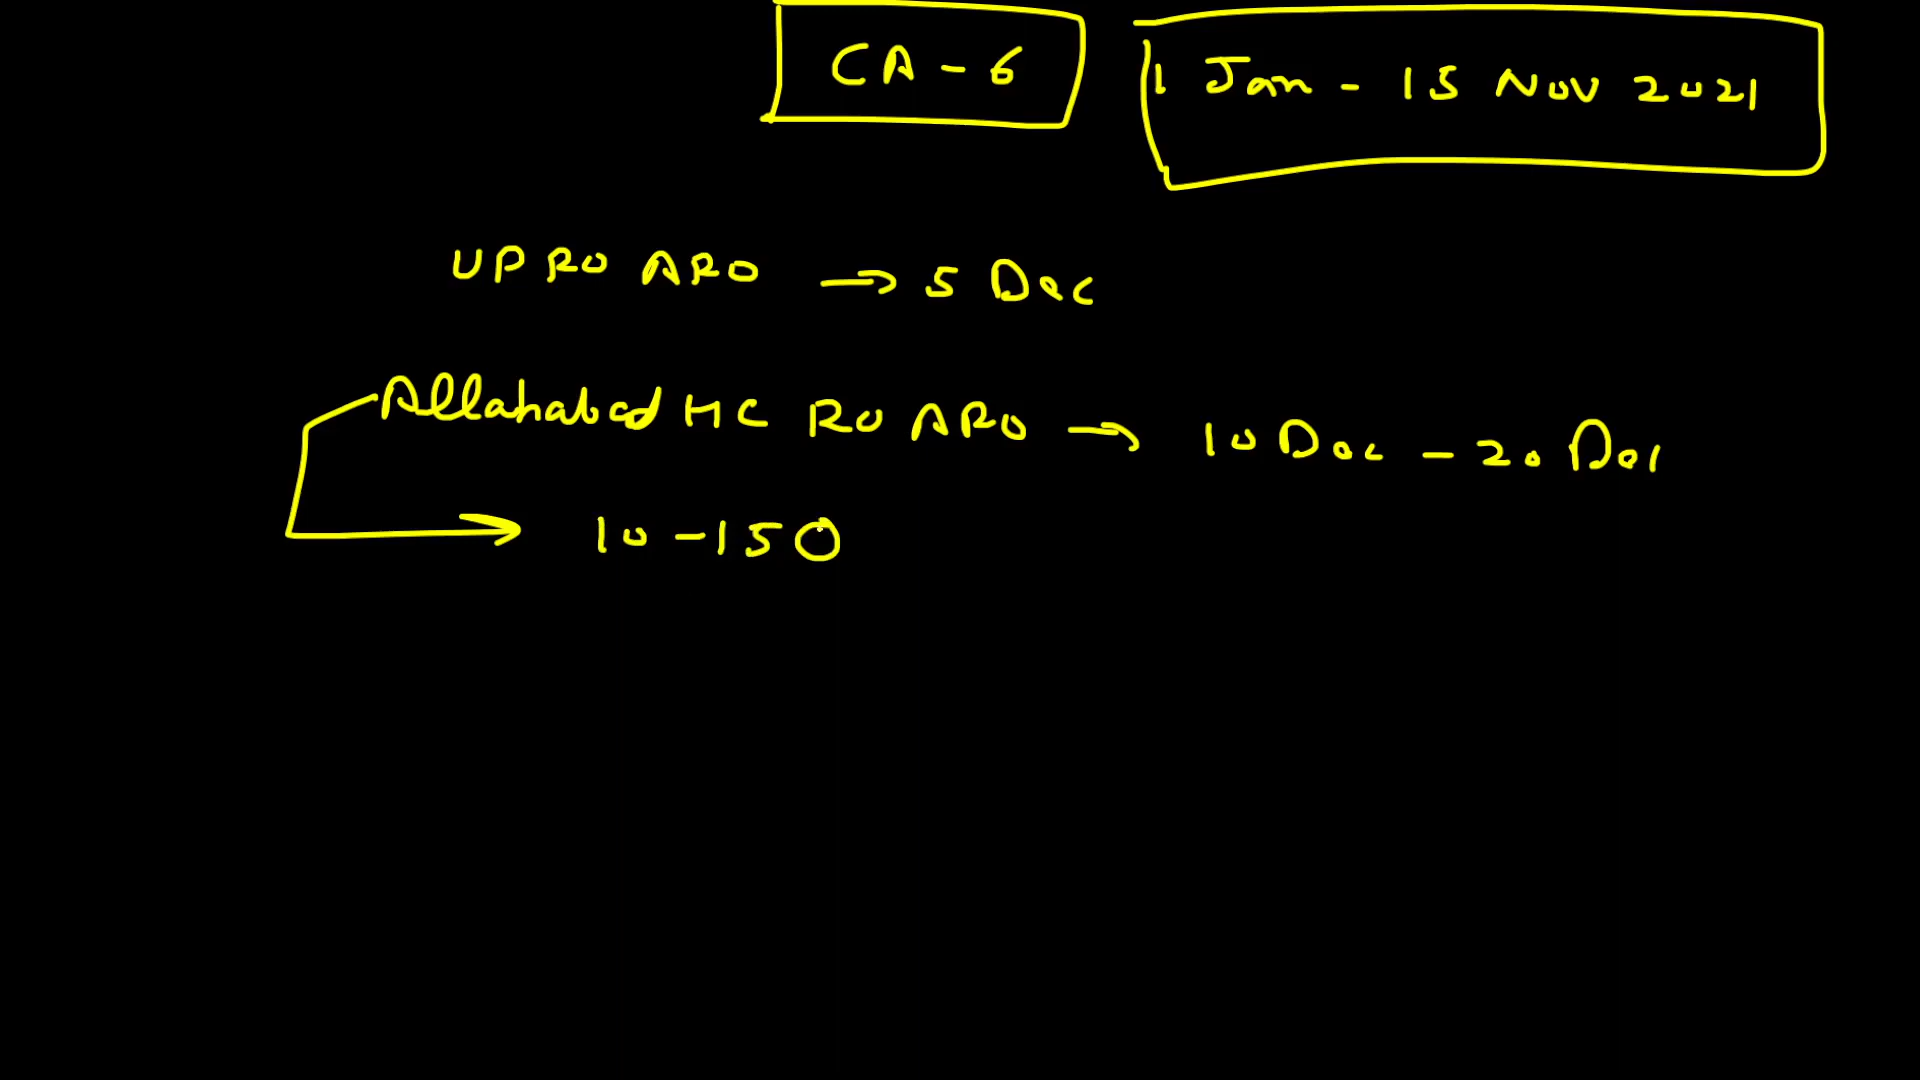 CA - 6
1 Jan - 15 Nov 2021
UP RO ARO → 5 Dec
Allahabad HC RO ARO → 10 Dec - 20 Dec
→ 10 - 15 Q